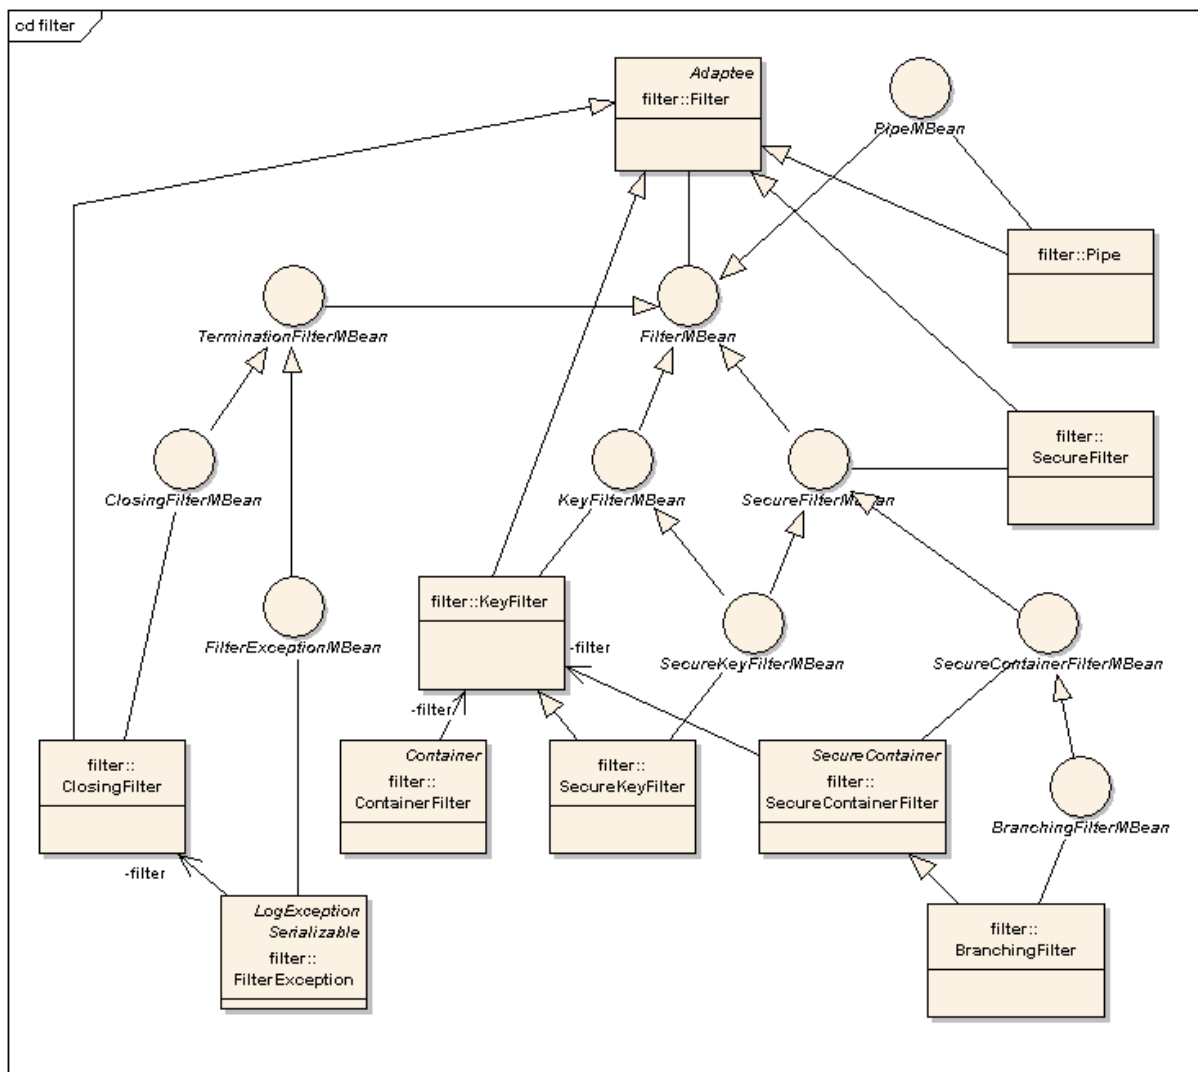 cd filter
Adaptee
filter::Filter
PipeMBean
filter::Pipe
TerminationFilterMBean
FilterMBean
filter::
SecureFilter
ClosingFilterMBean
KeyFilterMBean
SecureFilterMBean
filter::KeyFilter
FilterExceptionMBean
-filter
SecureKeyFilterMBean
SecureContainerFilterMBean
-filter
filter::
ClosingFilter
Container
filter::
ContainerFilter
filter::
SecureKeyFilter
SecureContainer
filter::
SecureContainerFilter
BranchingFilterMBean
-filter
LogException
Serializable
filter::
FilterException
filter::
BranchingFilter